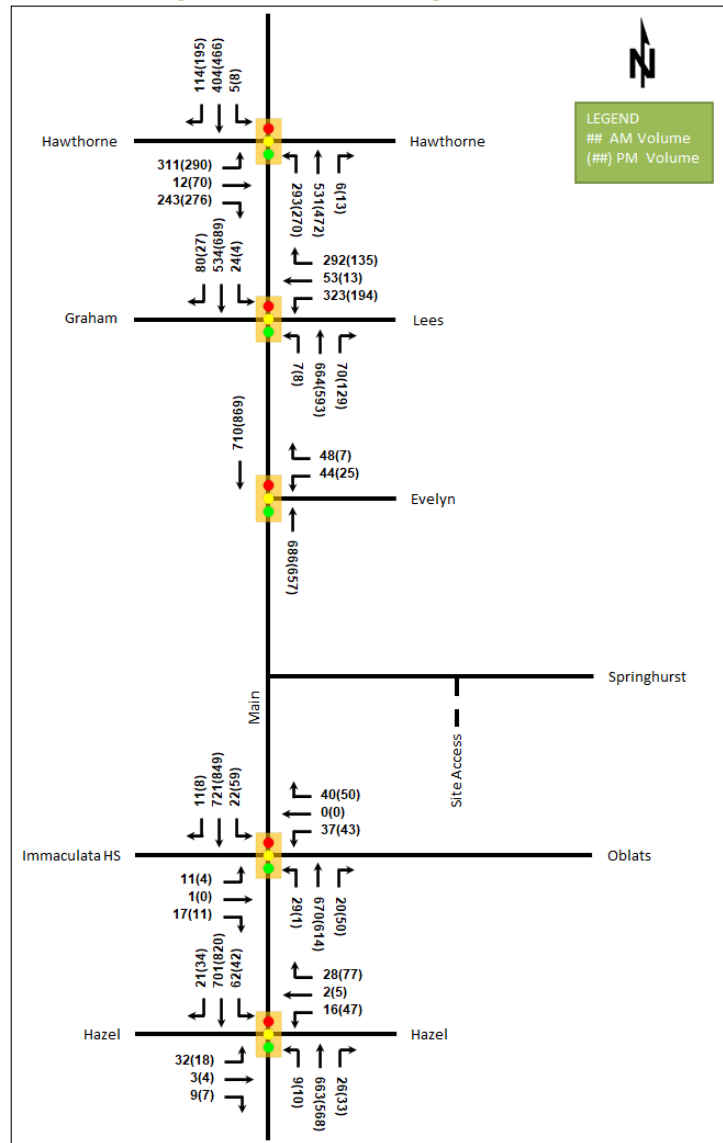 N
LEGEND
## AM Volume
(##) PM Volume
114(195)
404(466)
5(8)
Hawthorne
Hawthorne
311(290)
12(70)
243(276)
293(270)
531(472)
6(13)
80(27)
534(689)
24(4)
292(135)
53(13)
323(194)
Graham
Lees
7(8)
664(593)
70(129)
710(869)
48(7)
44(25)
Evelyn
686(657)
Springhurst
Main
Site Access
11(8)
721(849)
22(59)
40(50)
0(0)
37(43)
Immaculata HS
Oblats
11(4)
1(0)
17(11)
29(1)
670(614)
20(50)
21(34)
701(820)
62(42)
28(77)
2(5)
16(47)
Hazel
Hazel
32(18)
3(4)
9(7)
9(10)
663(568)
26(33)